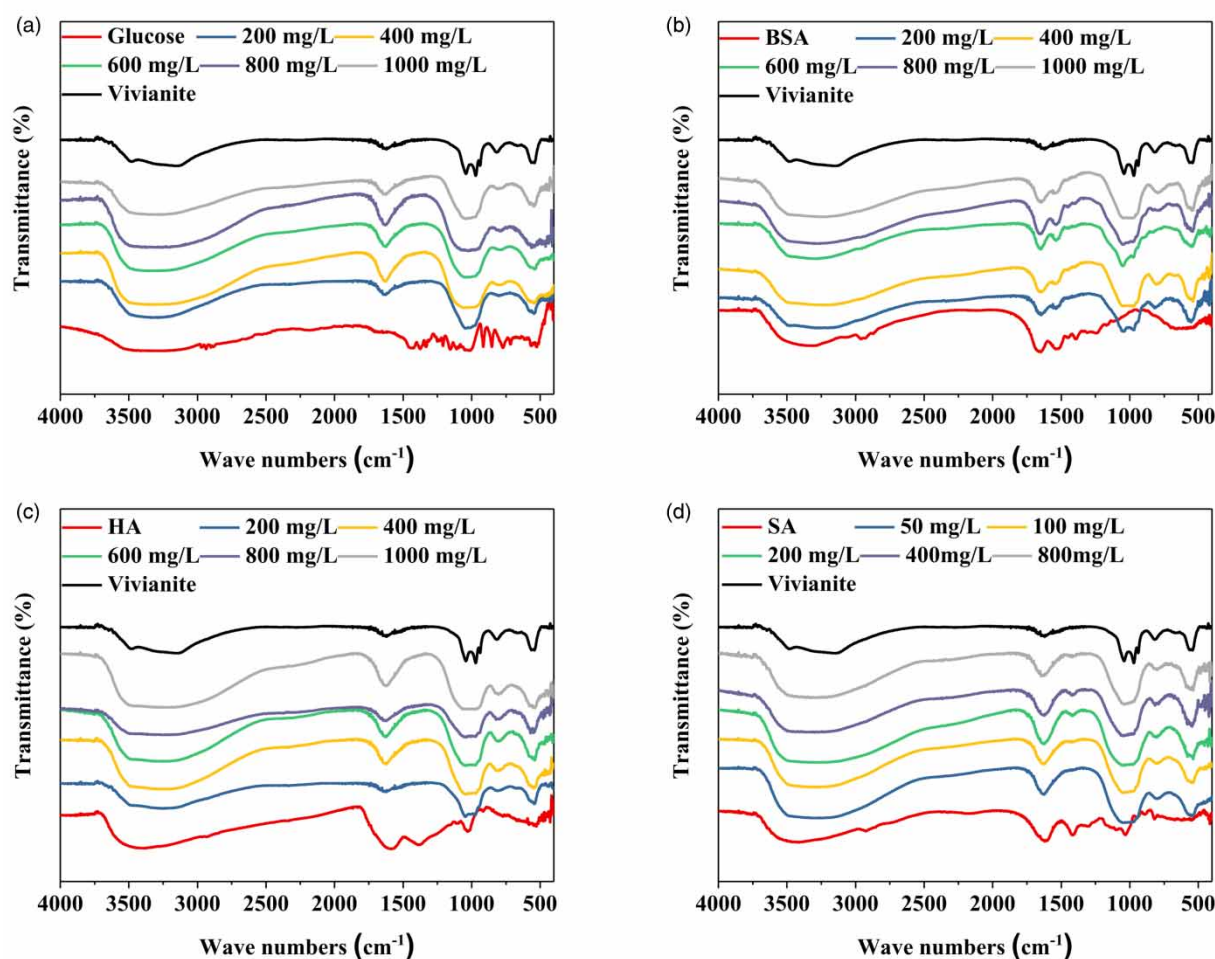 (a)
Glucose 200 mg/L 400 mg/L
600 mg/L 800 mg/L 1000 mg/L
Vivianite
Transmittance (%)
4000 3500 3000 2500 2000 1500 1000 500
Wave numbers (cm-1)
(b)
BSA 200 mg/L 400 mg/L
600 mg/L 800 mg/L 1000 mg/L
Vivianite
Transmittance (%)
4000 3500 3000 2500 2000 1500 1000 500
Wave numbers (cm-1)
(c)
HA 200 mg/L 400 mg/L
600 mg/L 800 mg/L 1000 mg/L
Vivianite
Transmittance (%)
4000 3500 3000 2500 2000 1500 1000 500
Wave numbers (cm-1)
(d)
SA 50 mg/L 100 mg/L
200 mg/L 400mg/L 800mg/L
Vivianite
Transmittance (%)
4000 3500 3000 2500 2000 1500 1000 500
Wave numbers (cm-1)